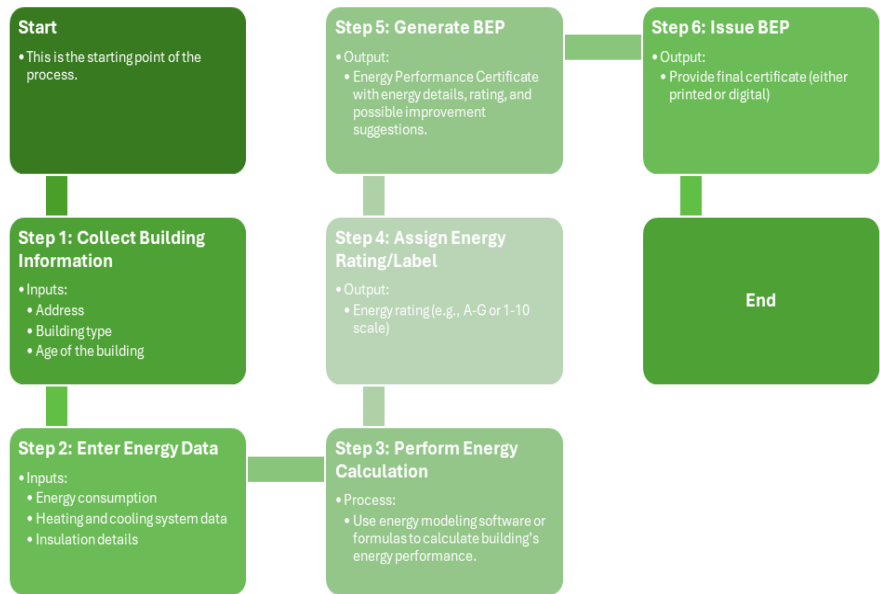 Start
• This is the starting point of the
process.
Step 1: Collect Building
Information
• Inputs:
• Address
• Building type
• Age of the building
Step 2: Enter Energy Data
• Inputs:
• Energy consumption
• Heating and cooling system data
• Insulation details
Step 3: Perform Energy
Calculation
• Process:
• Use energy modeling software or
formulas to calculate building's
energy performance.
Step 4: Assign Energy
Rating/Label
• Output:
• Energy rating (e.g., A-G or 1-10
scale)
Step 5: Generate BEP
• Output:
• Energy Performance Certificate
with energy details, rating, and
possible improvement
suggestions.
Step 6: Issue BEP
• Output:
• Provide final certificate (either
printed or digital)
End